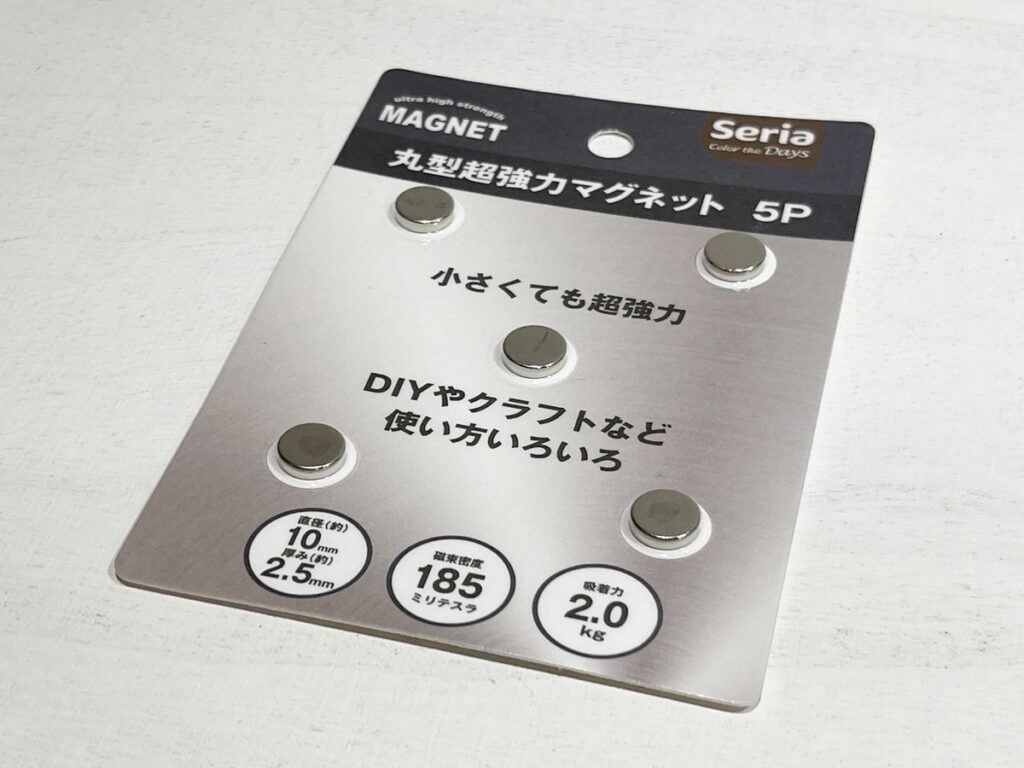 ultra high strength
MAGNET
Seria
Color the Days
丸型超強力マグネット 5P
小さくても超強力
DIYやクラフトなど
使い方いろいろ
直径(約)
10mm
厚み(約)
2.5mm
磁束密度
185
ミリテスラ
吸着力
2.0
kg